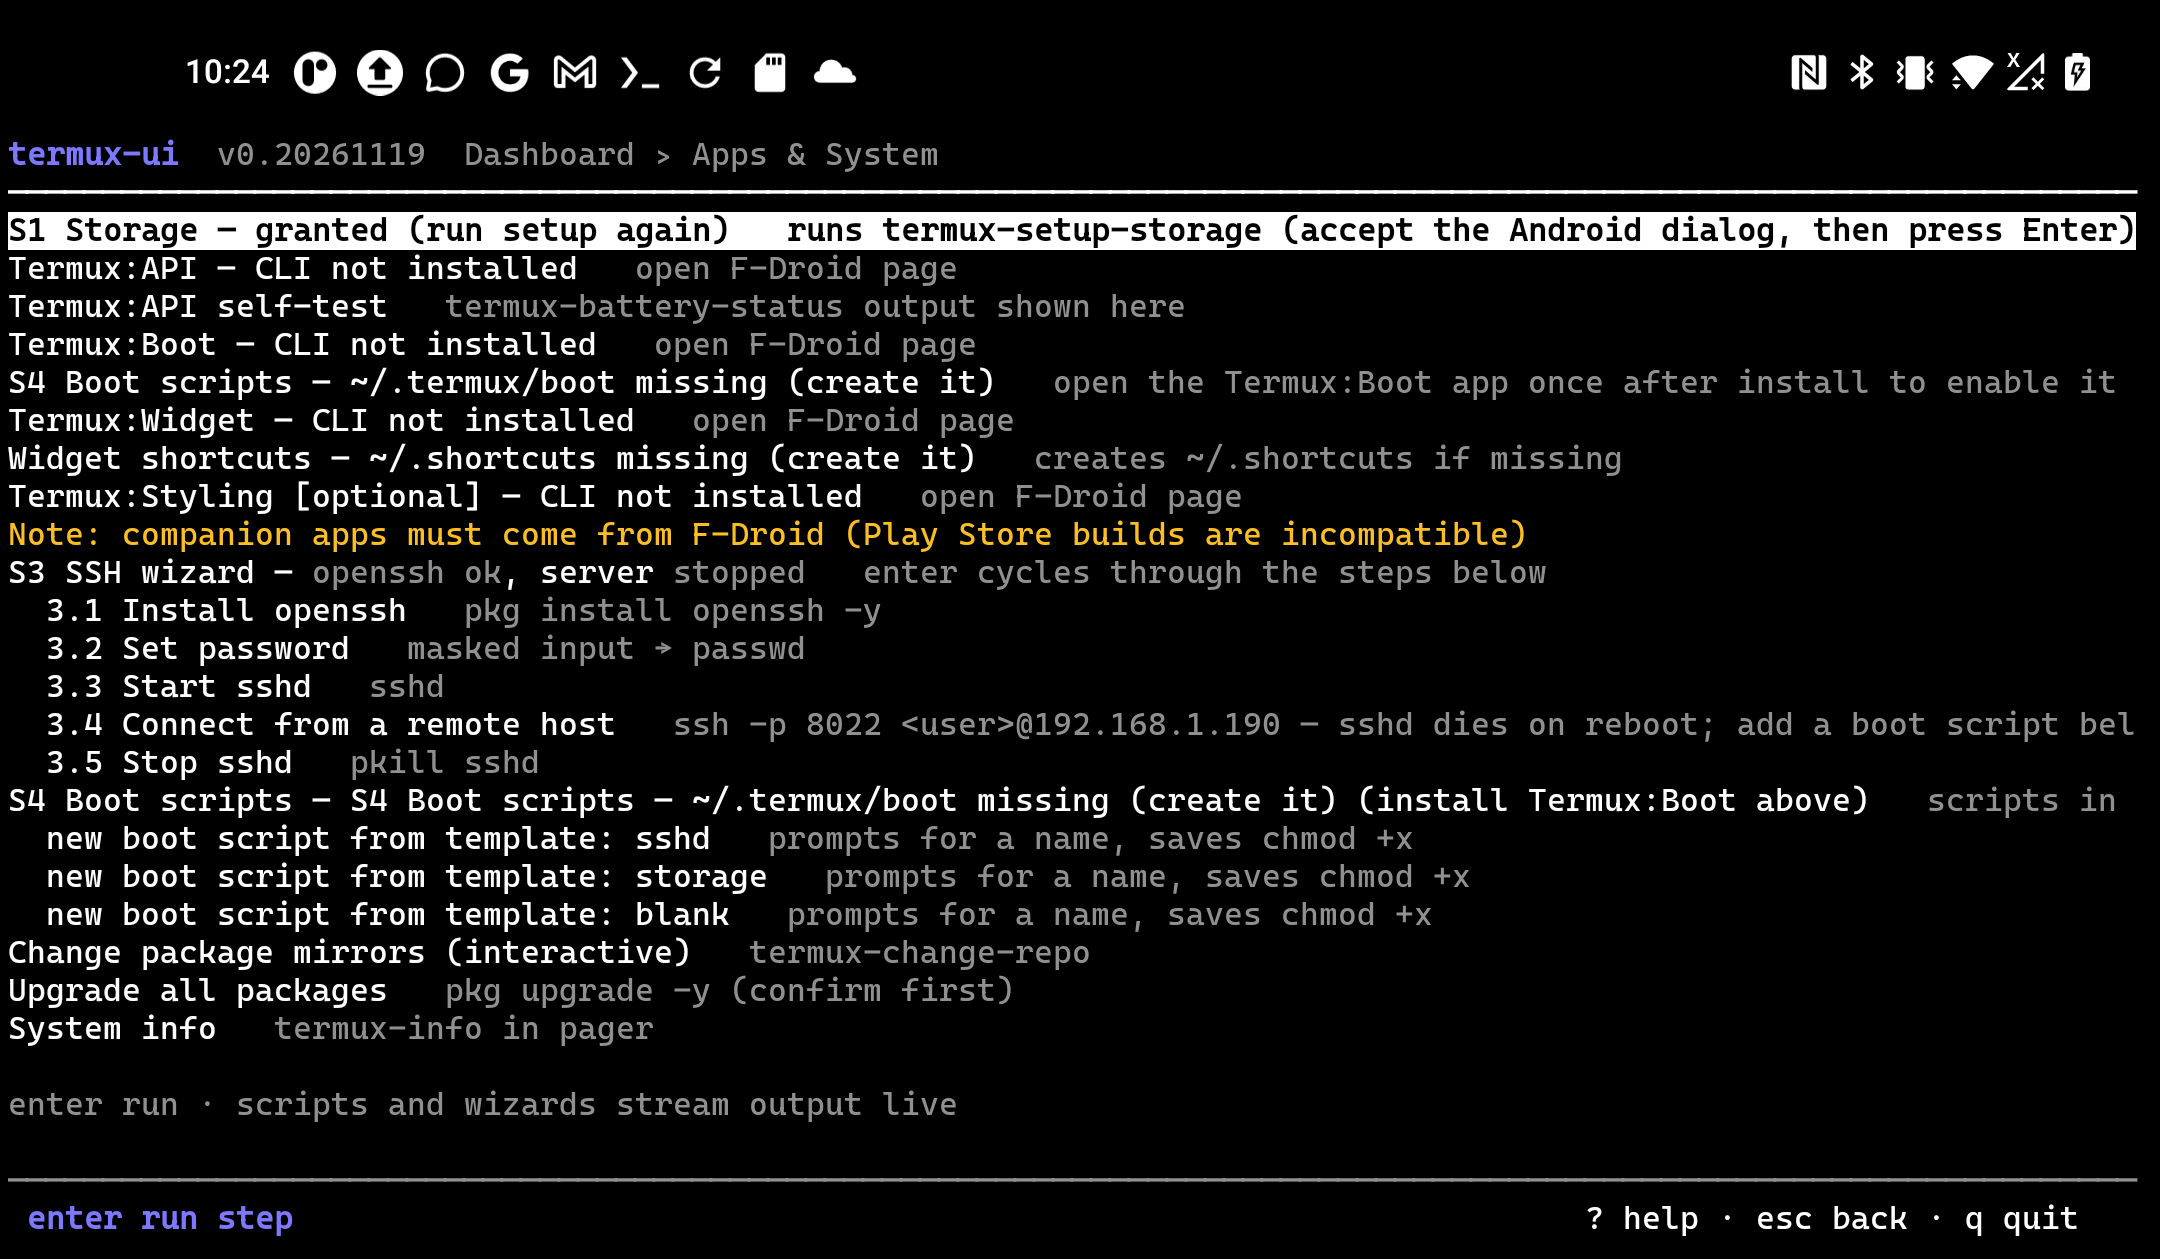 10:24
termux-ui  v0.20261119  Dashboard > Apps & System
S1 Storage — granted (run setup again)   runs termux-setup-storage (accept the Android dialog, then press Enter)
Termux:API — CLI not installed   open F-Droid page
Termux:API self-test   termux-battery-status output shown here
Termux:Boot — CLI not installed   open F-Droid page
S4 Boot scripts — ~/.termux/boot missing (create it)   open the Termux:Boot app once after install to enable it
Termux:Widget — CLI not installed   open F-Droid page
Widget shortcuts — ~/.shortcuts missing (create it)   creates ~/.shortcuts if missing
Termux:Styling [optional] — CLI not installed   open F-Droid page
Note: companion apps must come from F-Droid (Play Store builds are incompatible)
S3 SSH wizard — openssh ok, server stopped   enter cycles through the steps below
  3.1 Install openssh   pkg install openssh -y
  3.2 Set password   masked input → passwd
  3.3 Start sshd   sshd
  3.4 Connect from a remote host   ssh -p 8022 <user>@192.168.1.190 — sshd dies on reboot; add a boot script bel
  3.5 Stop sshd   pkill sshd
S4 Boot scripts — S4 Boot scripts — ~/.termux/boot missing (create it) (install Termux:Boot above)   scripts in
  new boot script from template: sshd   prompts for a name, saves chmod +x
  new boot script from template: storage   prompts for a name, saves chmod +x
  new boot script from template: blank   prompts for a name, saves chmod +x
Change package mirrors (interactive)   termux-change-repo
Upgrade all packages   pkg upgrade -y (confirm first)
System info   termux-info in pager
enter run · scripts and wizards stream output live
enter run step   ? help · esc back · q quit